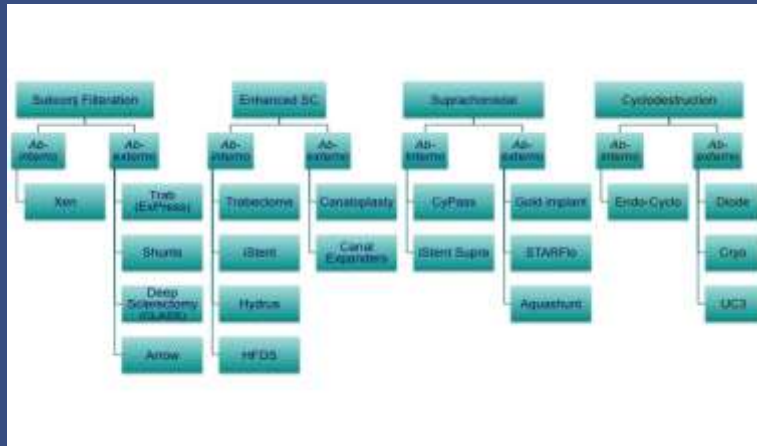 Subconj Filteration
Enhanced SC
Suprachoroidal
Cyclodestruction
Ab-
interno
Ab-
externo
Ab-
interno
Ab-
externo
Ab-
interno
Ab-
externo
Ab-
interno
Ab-
externo
Xen
Trab
(ExPress)
Shunts
Deep
Sclerectomy
(CLASS)
Arrow
Trabectome
iStent
Hydrus
HFDS
Canaloplasty
Canal
Expanders
CyPass
iStent Supra
Gold implant
STARFlo
Aquashunt
Endo-Cyclo
Diode
Cryo
UC3